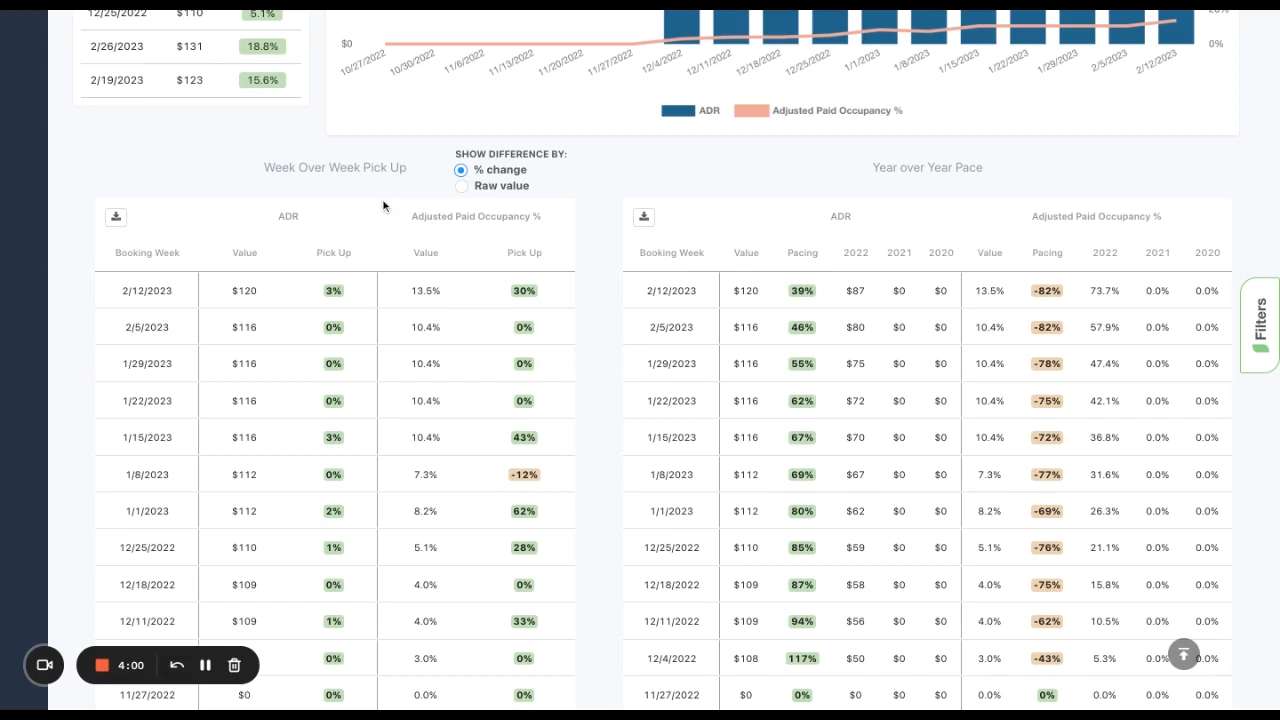 12/25/2022 $110 5.1%
2/26/2023 $131 18.8%
2/19/2023 $123 15.6%
$0 20%
0%
10/27/2022 10/30/2022 11/6/2022 11/13/2022 11/20/2022 11/27/2022 12/4/2022 12/11/2022 12/18/2022 12/25/2022 1/1/2023 1/8/2023 1/15/2023 1/22/2023 1/29/2023 2/5/2023 2/12/2023
ADR Adjusted Paid Occupancy %
Week Over Week Pick Up
SHOW DIFFERENCE BY:
% change
Raw value
Year over Year Pace
ADR Adjusted Paid Occupancy %
Booking Week Value Pick Up Value Pick Up
2/12/2023 $120 3% 13.5% 30%
2/5/2023 $116 0% 10.4% 0%
1/29/2023 $116 0% 10.4% 0%
1/22/2023 $116 0% 10.4% 0%
1/15/2023 $116 3% 10.4% 43%
1/8/2023 $112 0% 7.3% -12%
1/1/2023 $112 2% 8.2% 62%
12/25/2022 $110 1% 5.1% 28%
12/18/2022 $109 0% 4.0% 0%
12/11/2022 $109 1% 4.0% 33%
0% 3.0% 0%
11/27/2022 $0 0% 0.0% 0%
ADR Adjusted Paid Occupancy %
Booking Week Value Pacing 2022 2021 2020 Value Pacing 2022 2021 2020
2/12/2023 $120 39% $87 $0 $0 13.5% -82% 73.7% 0.0% 0.0%
2/5/2023 $116 46% $80 $0 $0 10.4% -82% 57.9% 0.0% 0.0%
1/29/2023 $116 55% $75 $0 $0 10.4% -78% 47.4% 0.0% 0.0%
1/22/2023 $116 62% $72 $0 $0 10.4% -75% 42.1% 0.0% 0.0%
1/15/2023 $116 67% $70 $0 $0 10.4% -72% 36.8% 0.0% 0.0%
1/8/2023 $112 69% $67 $0 $0 7.3% -77% 31.6% 0.0% 0.0%
1/1/2023 $112 80% $62 $0 $0 8.2% -69% 26.3% 0.0% 0.0%
12/25/2022 $110 85% $59 $0 $0 5.1% -76% 21.1% 0.0% 0.0%
12/18/2022 $109 87% $58 $0 $0 4.0% -75% 15.8% 0.0% 0.0%
12/11/2022 $109 94% $56 $0 $0 4.0% -62% 10.5% 0.0% 0.0%
12/4/2022 $108 117% $50 $0 $0 3.0% -43% 5.3% 0.0% 0.0%
11/27/2022 $0 0% $0 $0 $0 0.0% 0% 0.0% 0.0% 0.0%
Filters
4:00